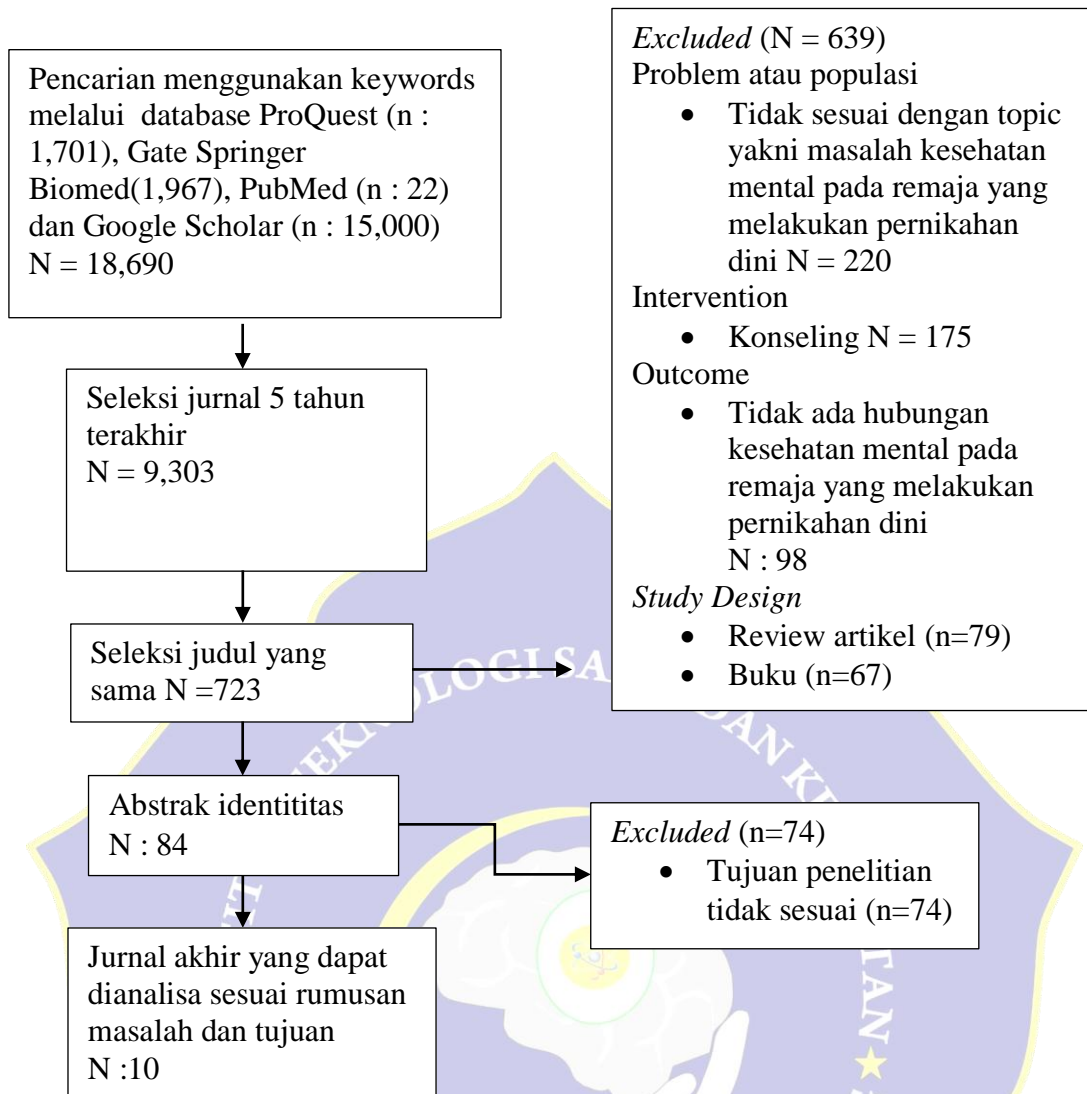 Pencarian menggunakan keywords
melalui database ProQuest (n :
1,701), Gate Springer
Biomed(1,967), PubMed (n : 22)
dan Google Scholar (n : 15,000)
N = 18,690
Seleksi jurnal 5 tahun
terakhir
N = 9,303
Seleksi judul yang
sama N =723
Abstrak identititas
N : 84
Jurnal akhir yang dapat
dianalisa sesuai rumusan
masalah dan tujuan
N :10
Excluded (N = 639)
Problem atau populasi
• Tidak sesuai dengan topic
yakni masalah kesehatan
mental pada remaja yang
melakukan pernikahan
dini N = 220
Intervention
• Konseling N = 175
Outcome
• Tidak ada hubungan
kesehatan mental pada
remaja yang melakukan
pernikahan dini
N : 98
Study Design
• Review artikel (n=79)
• Buku (n=67)
Excluded (n=74)
• Tujuan penelitian
tidak sesuai (n=74)